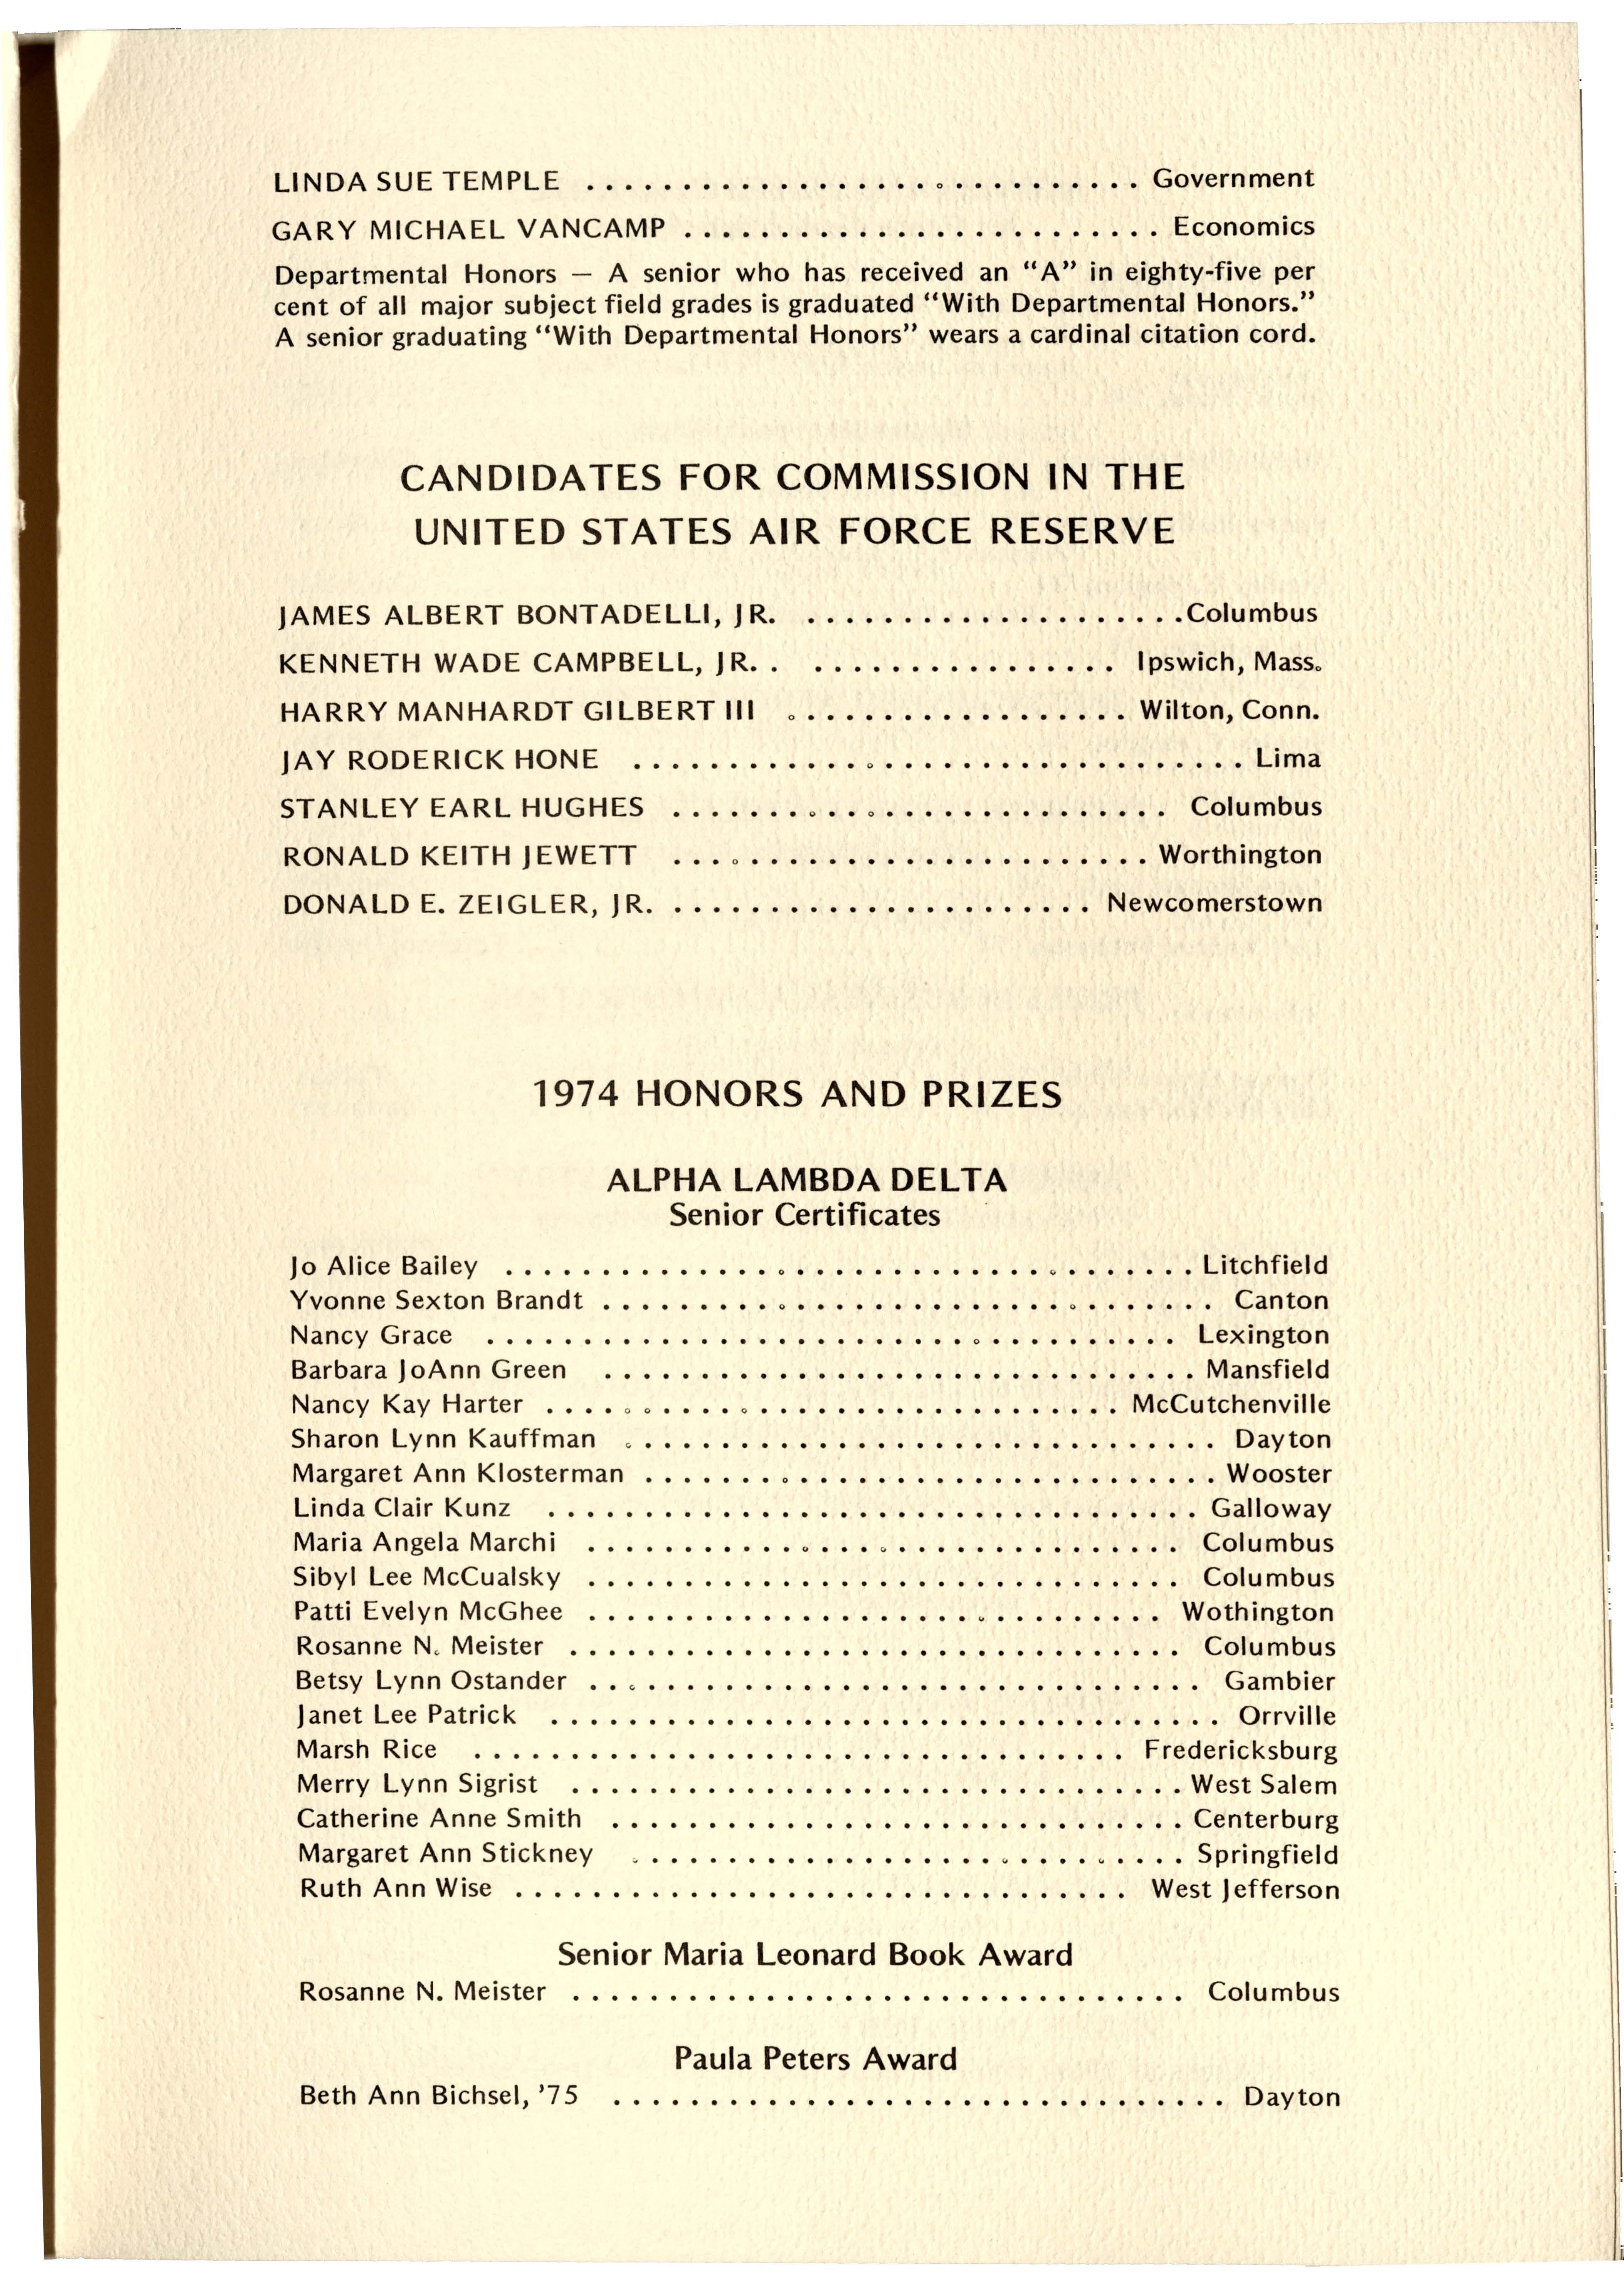 LINDA SUE TEMPLE ............................. Government
GARY MICHAEL VANCAMP ......................... Economics
Departmental Honors — A senior who has received an “A” in eighty-five per
cent of all major subject field grades is graduated “With Departmental Honors.”
A senior graduating “With Departmental Honors” wears a cardinal citation cord.
CANDIDATES FOR COMMISSION IN THE
UNITED STATES AIR FORCE RESERVE
JAMES ALBERT BONTADELLI, JR. ....................Columbus
KENNETH WADE CAMPBELL, JR. . ................ Ipswich, Mass.
HARRY MANHARDT GILBERT III .................. Wilton, Conn.
JAY RODERICK HONE ................................ Lima
STANLEY EARL HUGHES .......................... Columbus
RONALD KEITH JEWETT ......................... Worthington
DONALD E. ZEIGLER, JR. ...................... Newcomerstown
1974 HONORS AND PRIZES
ALPHA LAMBDA DELTA
Senior Certificates
Jo Alice Bailey .................................... Litchfield
Yvonne Sexton Brandt ................................ Canton
Nancy Grace .................................... Lexington
Barbara JoAnn Green ............................... Mansfield
Nancy Kay Harter .............................. McCutchenville
Sharon Lynn Kauffman ............................... Dayton
Margaret Ann Klosterman .............................. Wooster
Linda Clair Kunz .................................. Galloway
Maria Angela Marchi ............................... Columbus
Sibyl Lee McCualsky ............................... Columbus
Patti Evelyn McGhee .............................. Wothington
Rosanne N. Meister ................................ Columbus
Betsy Lynn Ostander ................................ Gambier
Janet Lee Patrick ................................... Orrville
Marsh Rice .................................. Fredericksburg
Merry Lynn Sigrist ................................ West Salem
Catherine Anne Smith .............................. Centerburg
Margaret Ann Stickney ............................. Springfield
Ruth Ann Wise ................................ West Jefferson
Senior Maria Leonard Book Award
Rosanne N. Meister ................................ Columbus
Paula Peters Award
Beth Ann Bichsel, ’75 ................................ Dayton